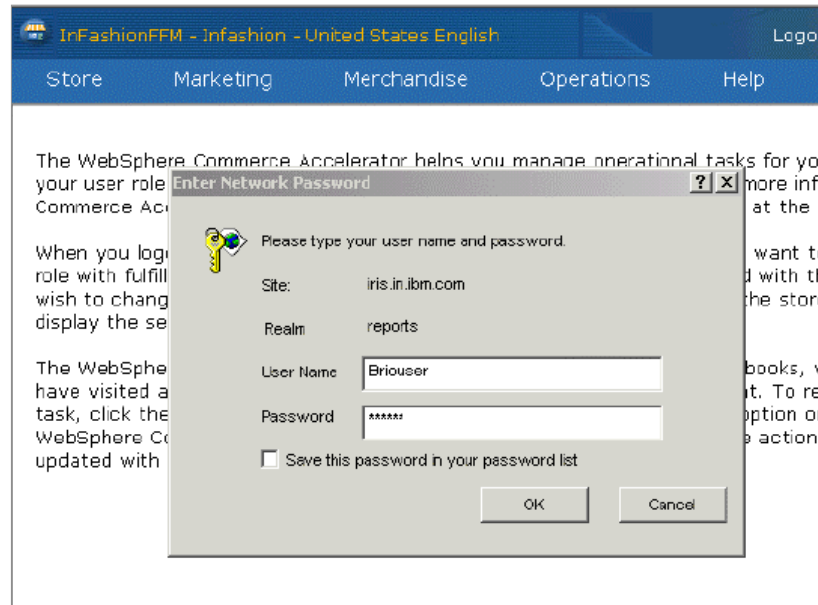 InFashionFFM - Infashion - United States English
Logo
Store Marketing Merchandise Operations Help
The WebSphere Commerce Accelerator helps you manage operational tasks for yo
your user role
more inf
Commerce Acc
at the
When you log
want to
role with fulfill
d with th
wish to chang
the store
display the se
The WebSphe
books, v
have visited a
nt. To re
task, click the
option o
WebSphere Co
e action
updated with
Enter Network Password
? X
Please type your user name and password.
Site: iris.in.ibm.com
Realm reports
User Name Briouser
Password ******
Save this password in your password list
OK Cancel